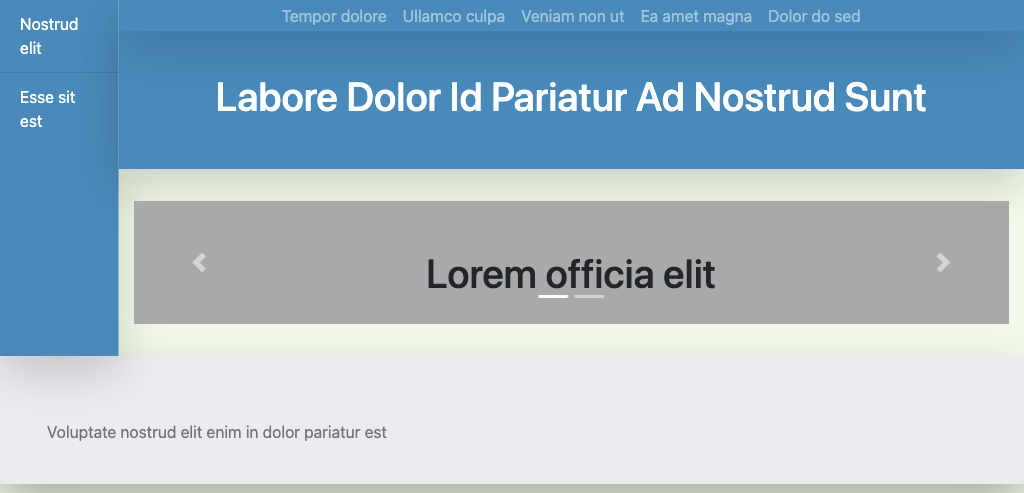 Nostrud
elit
Esse sit
est
Tempor dolore Ullamco culpa Veniam non ut Ea amet magna Dolor do sed
Labore Dolor Id Pariatur Ad Nostrud Sunt
Lorem officia elit
Voluptate nostrud elit enim in dolor pariatur est